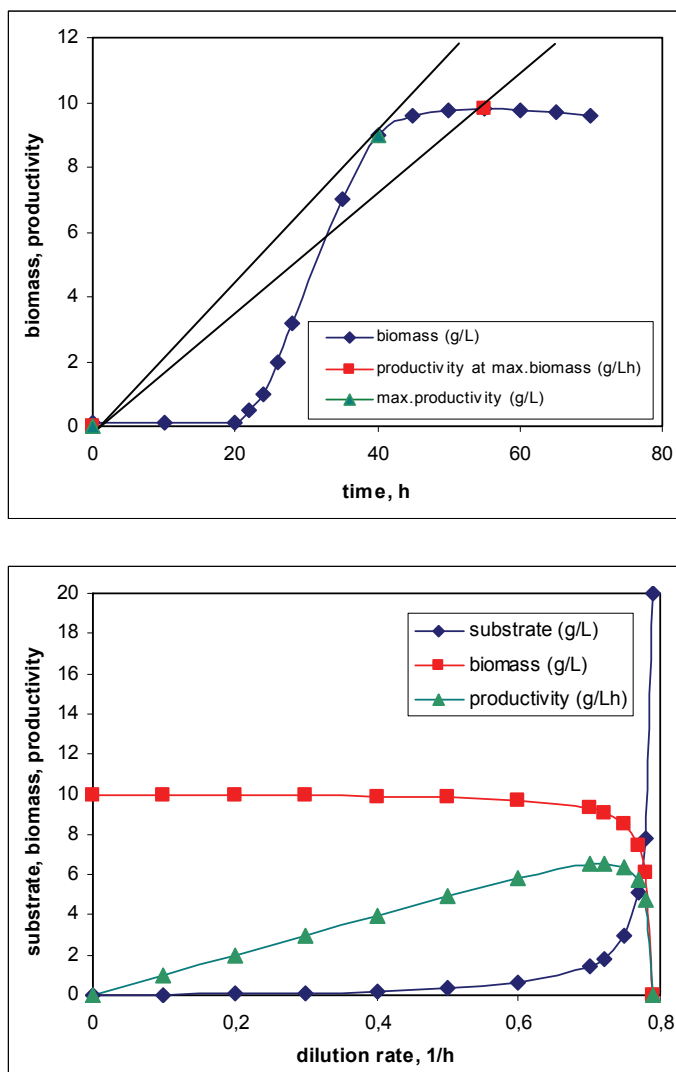 12
10
8
6
4
2
0
0 20 40 60 80
biomass, productivity
time, h
biomass (g/L)
productivity at max.biomass (g/Lh)
max.productivity (g/L)
20
18
16
14
12
10
8
6
4
2
0
0 0,2 0,4 0,6 0,8
substrate, biomass, productivity
dilution rate, 1/h
substrate (g/L)
biomass (g/L)
productivity (g/Lh)